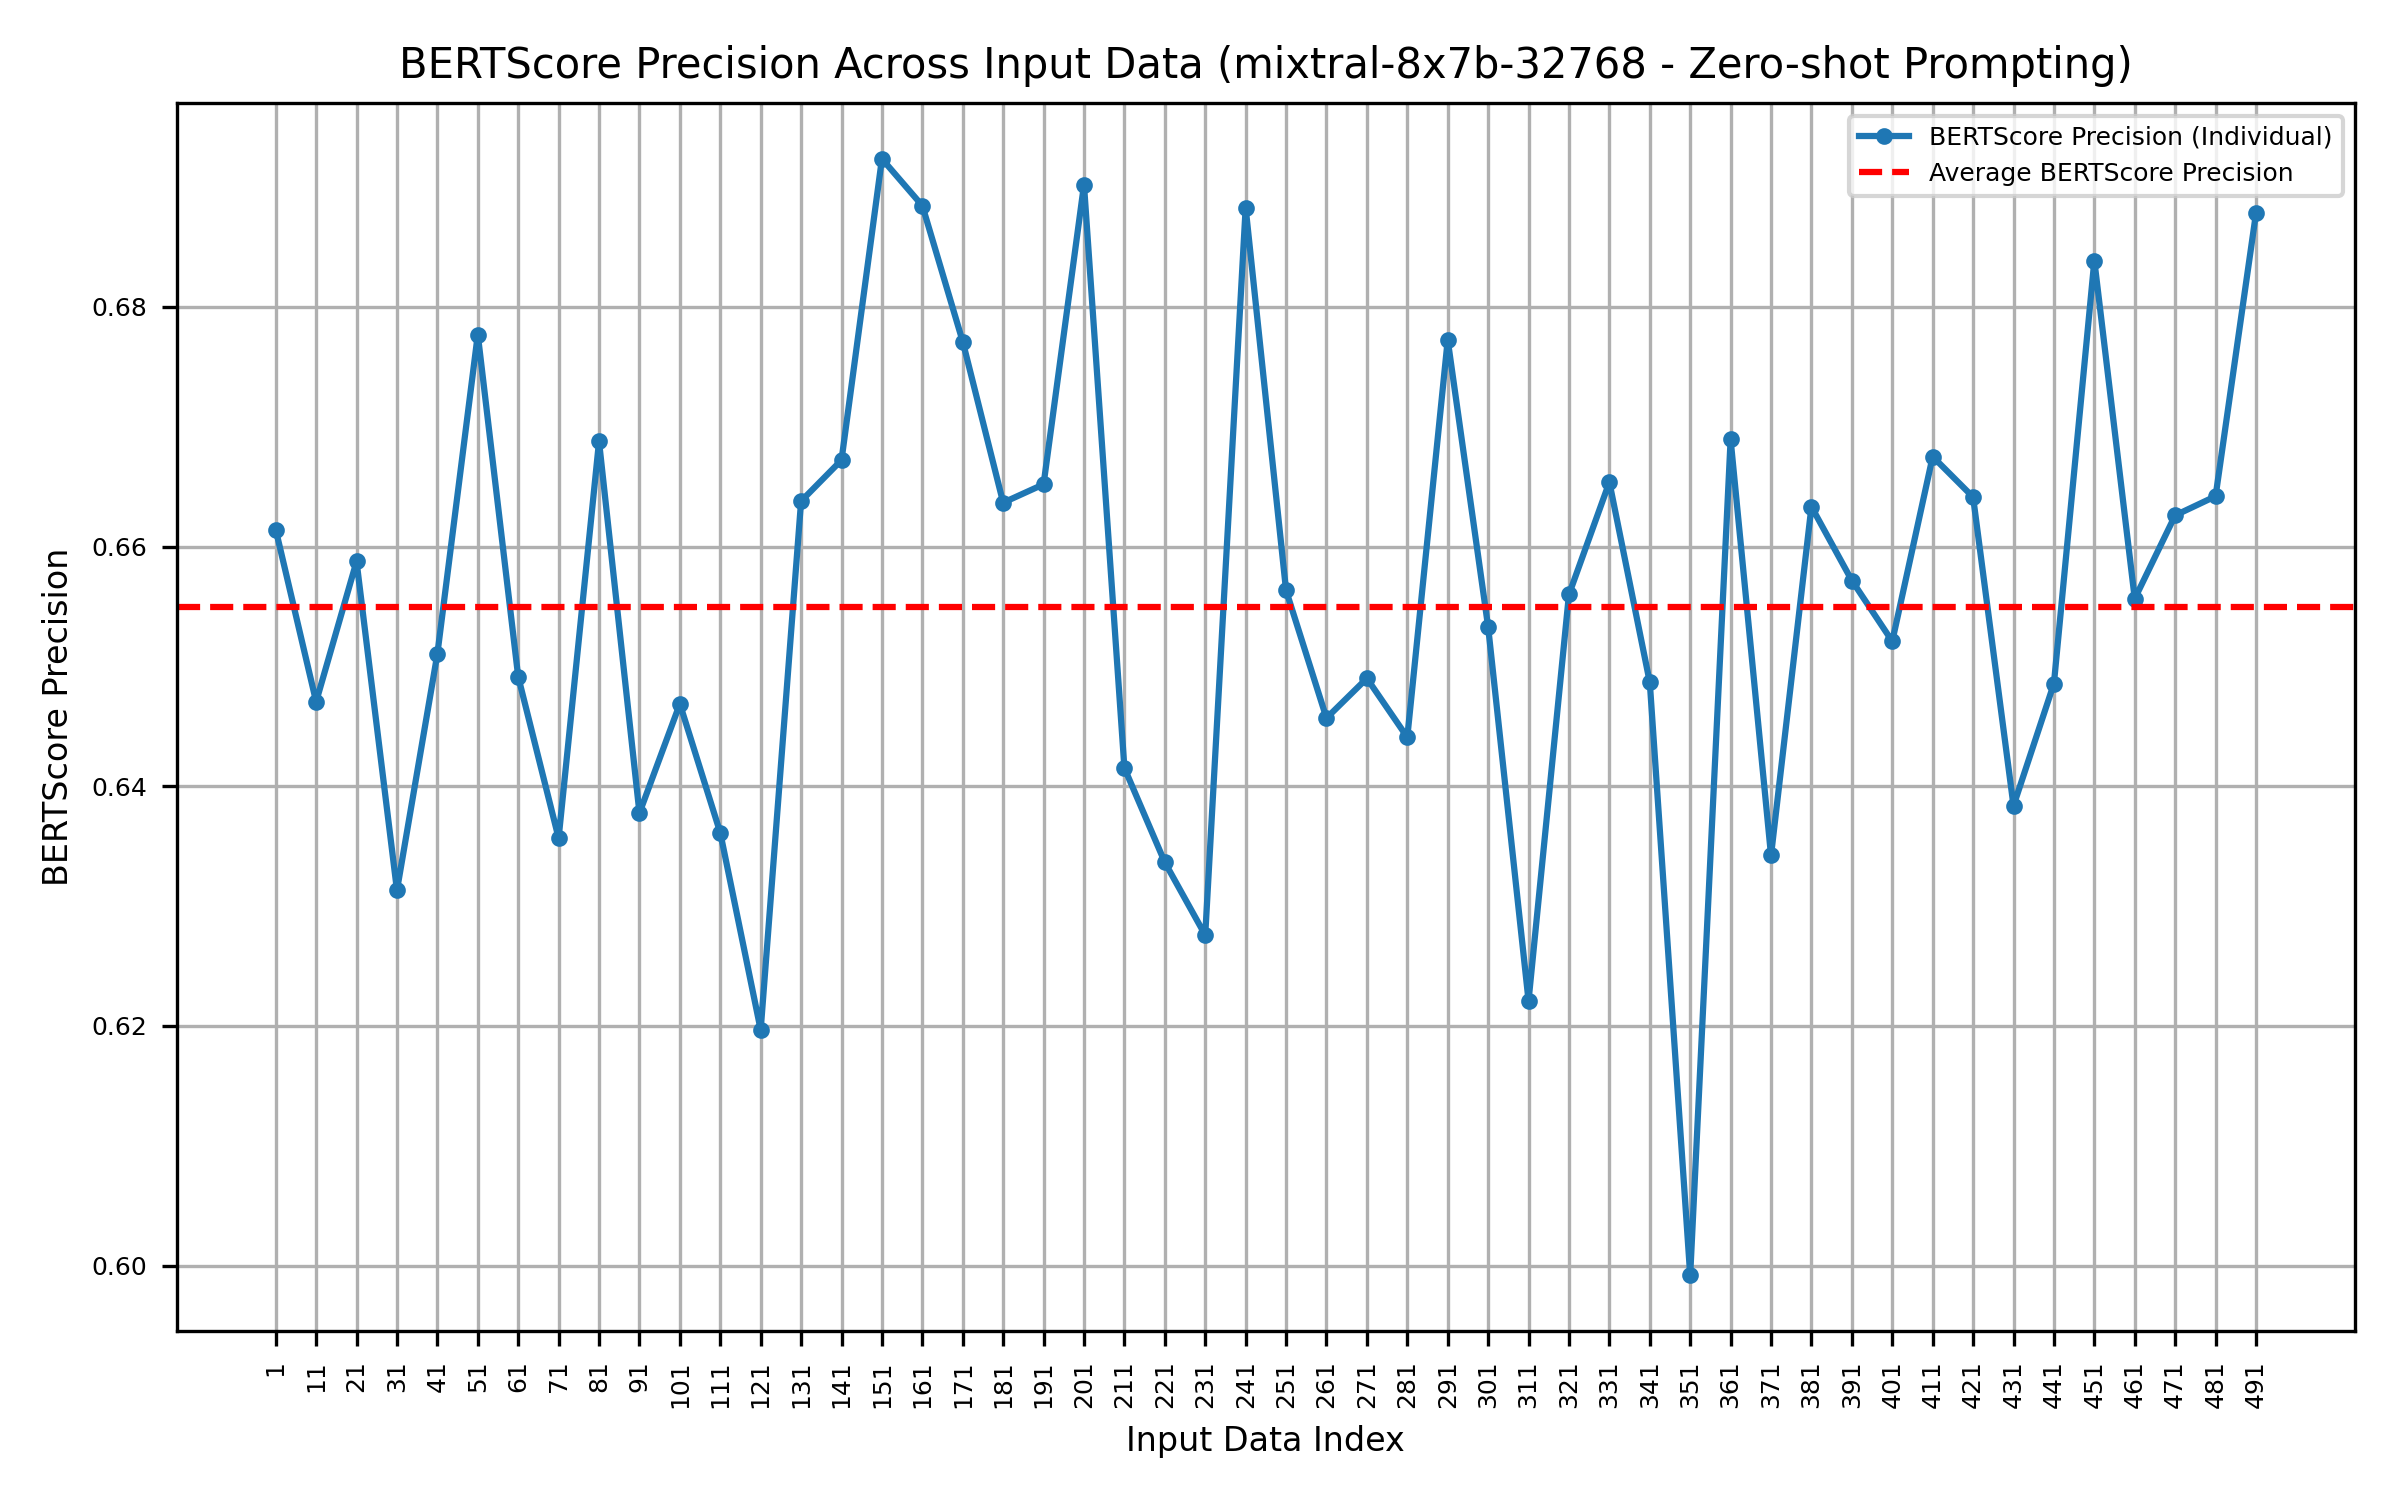 BERTScore Precision Across Input Data (mixtral-8x7b-32768 - Zero-shot Prompting)
BERTScore Precision (Individual)
Average BERTScore Precision
BERTScore Precision
0.68
0.66
0.64
0.62
0.60
1 11 21 31 41 51 61 71 81 91 101 111 121 131 141 151 161 171 181 191 201 211 221 231 241 251 261 271 281 291 301 311 321 331 341 351 361 371 381 391 401 411 421 431 441 451 461 471 481 491
Input Data Index